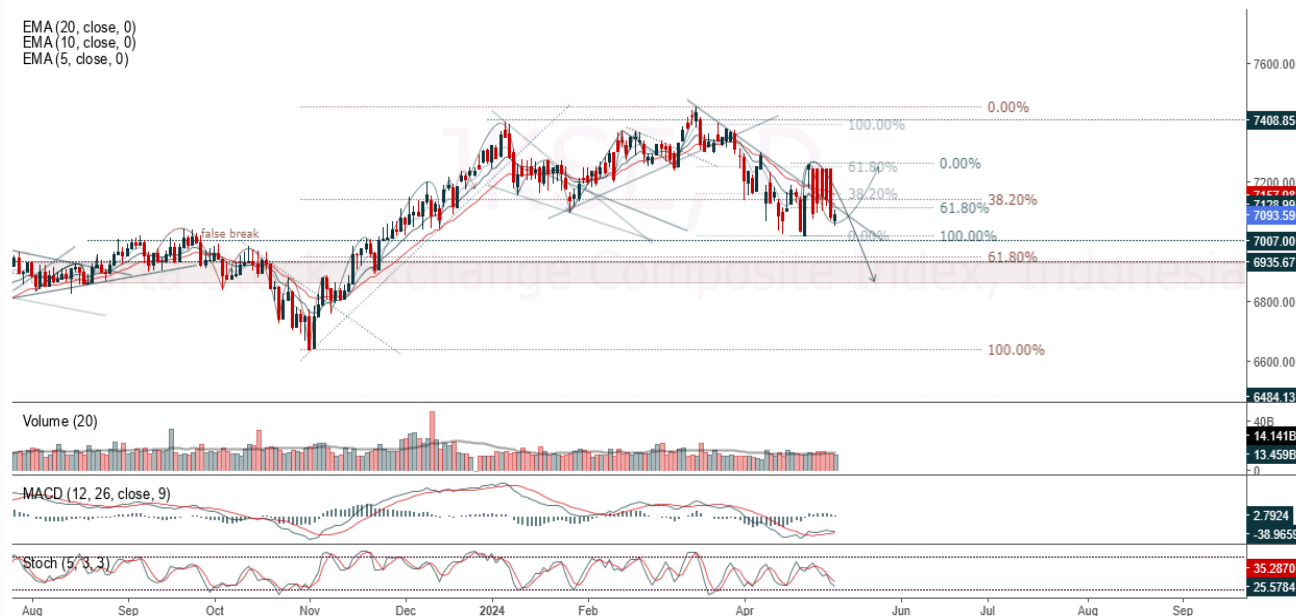 EMA (20, close, 0)
EMA (10, close, 0)
EMA (5, close, 0)
7600.00
0.00%
7408.85
100.00%
0.00%
61.80%
7200.00
38.20%
38.20%
61.80%
7093.59
0.00%
100.00%
false break
7007.00
61.80%
6935.67
6800.00
100.00%
6600.00
6484.13
Volume (20)
40B
14.141B
13.459B
0
MACD (12, 26, close, 9)
2.7924
-38.9659
Stoch (5, 3, 3)
35.2870
25.5784
Aug Sep Oct Nov Dec 2024 Feb Apr Jun Jul Aug Sep